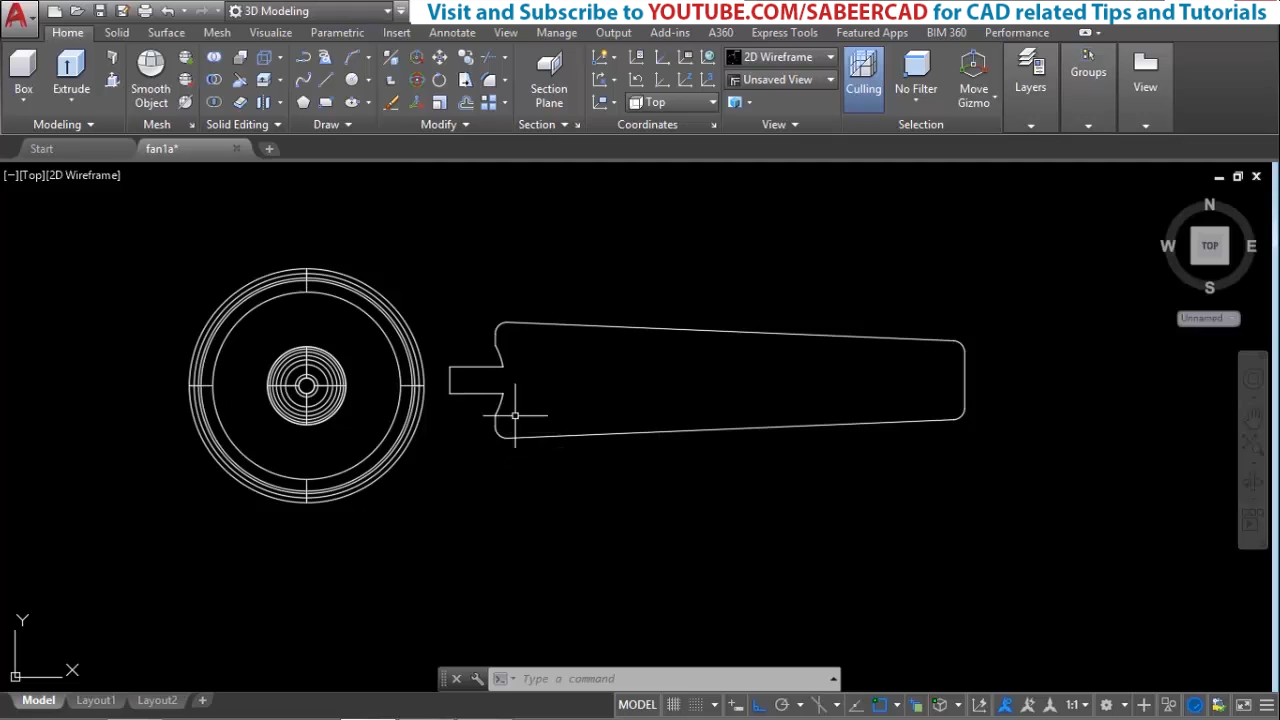 Visit and Subscribe to YOUTUBE.COM/SABEERCAD for CAD related Tips and Tutorials
3D Modeling
Home Solid Surface Mesh Visualize Parametric Insert Annotate View Manage Output Add-ins A360 Express Tools Featured Apps BIM 360 Performance
Box Extrude Smooth Object Section Plane 2D Wireframe Unsaved View Top Culling No Filter Move Gizmo Layers Groups View
Modeling Mesh Solid Editing Draw Modify Section Coordinates View Selection
Start fan1a*
[−][Top][2D Wireframe]
N
W TOP E
S
Unnamed
Y
X
Type a command
Model Layout1 Layout2 MODEL 1:1